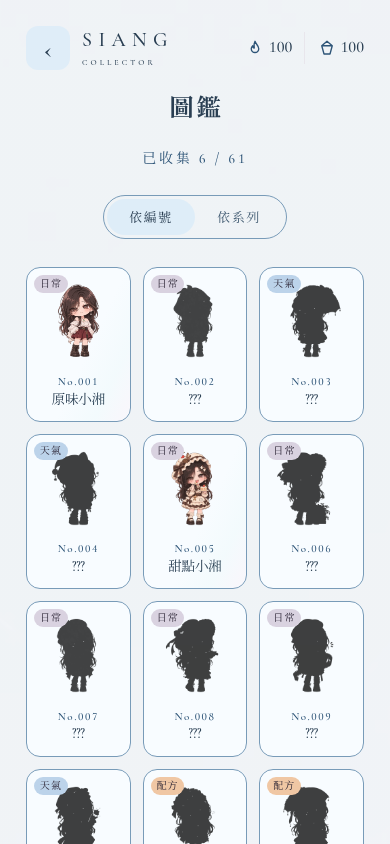 ‹ SIANG
COLLECTOR
100 100
圖鑑
已收集 6 / 61
依編號 依系列
日常 日常 天氣
No.001 No.002 No.003
原味小湘 ??? ???
天氣 日常 日常
No.004 No.005 No.006
??? 甜點小湘 ???
日常 日常 日常
No.007 No.008 No.009
??? ??? ???
天氣 配方 配方